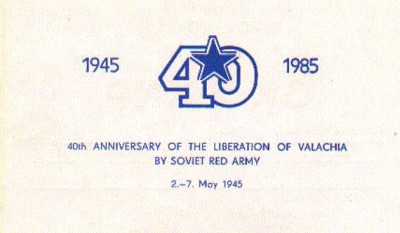 1945 40 1985
40th ANNIVERSARY OF THE LIBERATION OF VALACHIA
BY SOVIET RED ARMY
2.–7. May 1945